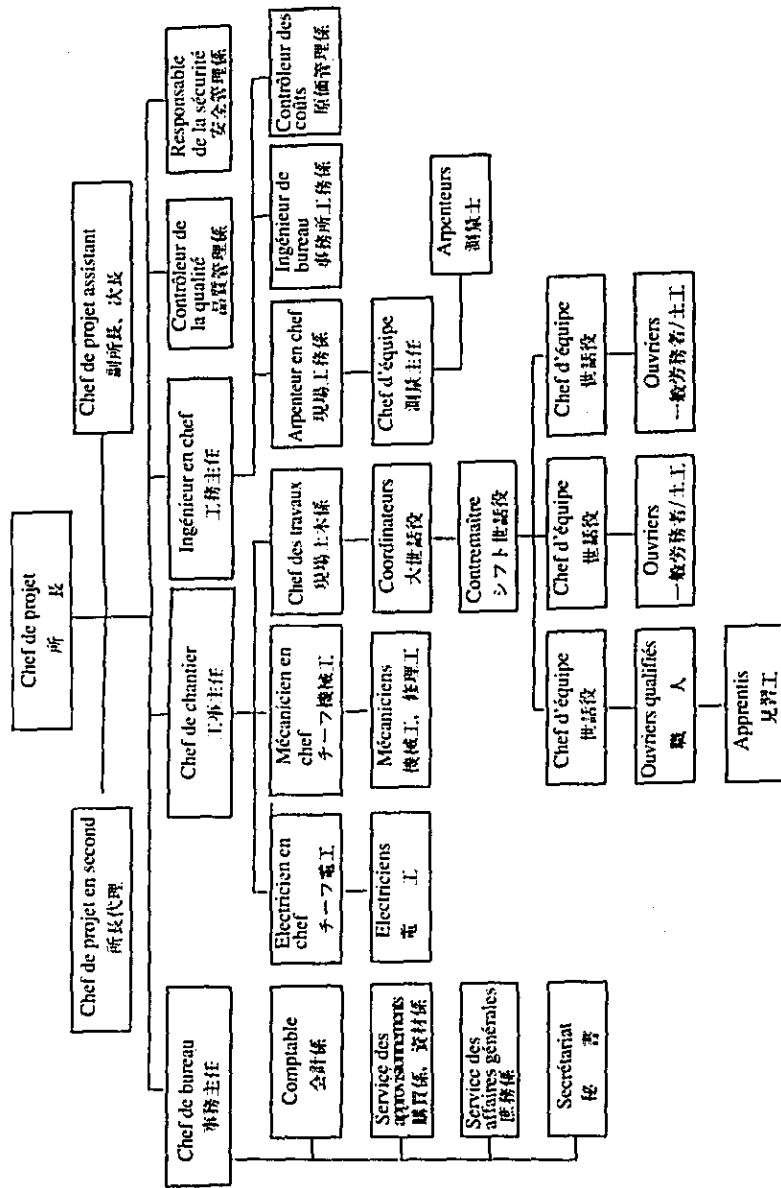 Chef de projet
所　　長
Chef de projet en second
所長代理
Chef de projet assistant
副所長、次長
Chef de bureau
事務主任
Chef de chantier
工事主任
Ingénieur en chef
工務主任
Contrôleur de
la qualité
品質管理係
Responsable
de la sécurité
安全管理係
Comptable
会計係
Service des
approvisionnements
購買係、資材係
Service des
affaires générales
庶務係
Secrétariat
秘　　書
Electricien en
chef
チーフ電工
Mécanicien en
chef
チーフ機械工
Chef des travaux
現場土木係
Arpenteur en chef
現場工務係
Ingénieur de
bureau
事務所工務係
Contrôleur des
coûts
原価管理係
Electriciens
電　　工
Mécaniciens
機械工、修理工
Coordinateurs
大世話役
Chef d'équipe
測量主任
Arpenteurs
測量士
Contremaître
シフト世話役
Chef d'équipe
世話役
Chef d'équipe
世話役
Chef d'équipe
世話役
Ouvriers qualifiés
職　　人
Ouvriers
一般労務者/土工
Ouvriers
一般労務者/土工
Apprentis
見習工